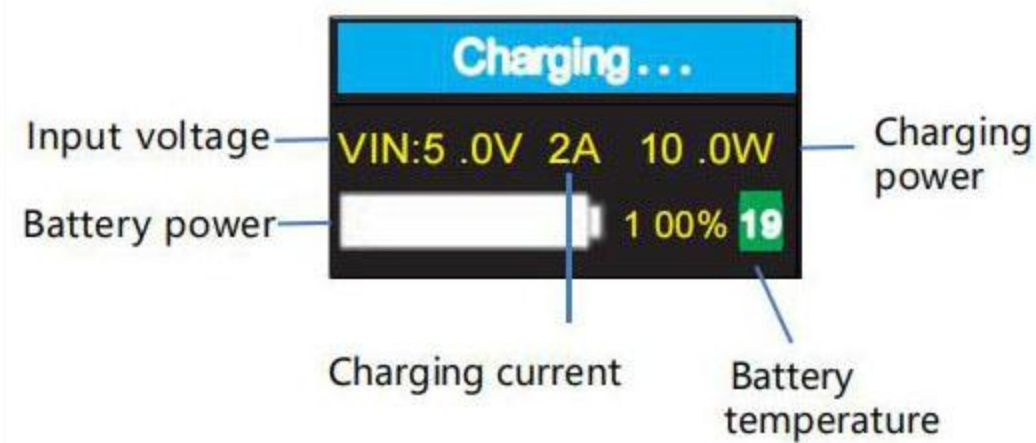 Charging...
Input voltage
VIN:5 .0V 2A 10 .0W
Charging
power
Battery power
1 00% 19
Charging current
Battery
temperature